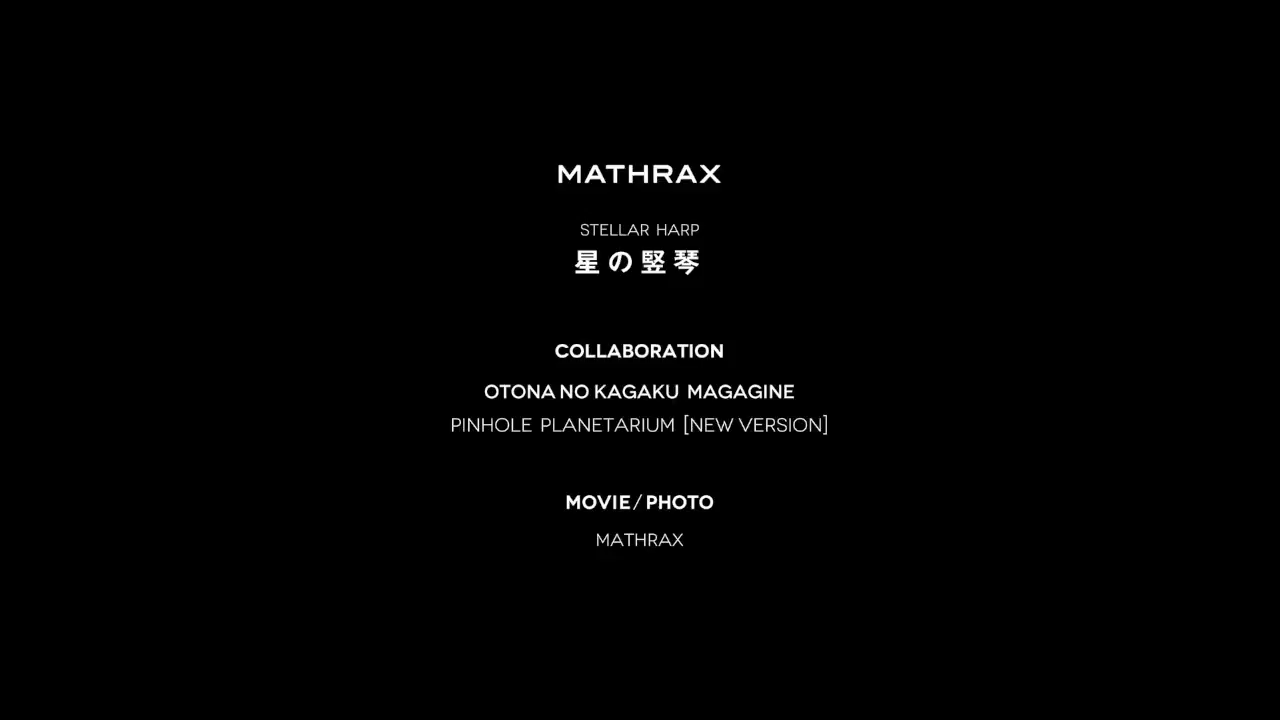 MATHRAX
STELLAR HARP
星の竪琴
COLLABORATION
OTONA NO KAGAKU MAGAGINE
PINHOLE PLANETARIUM [NEW VERSION]
MOVIE/PHOTO
MATHRAX